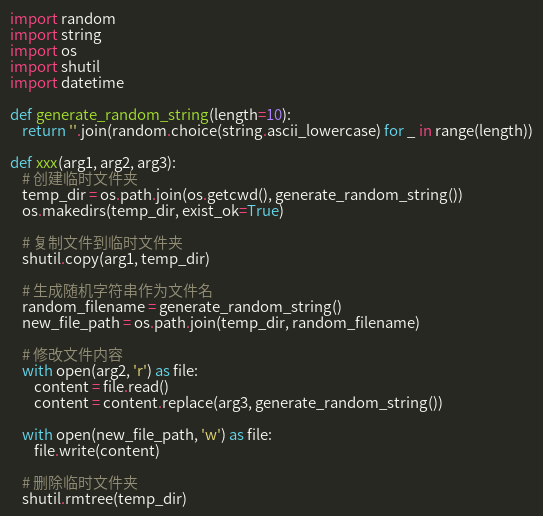 import random
import string
import os
import shutil
import datetime

def generate_random_string(length=10):
    return ''.join(random.choice(string.ascii_lowercase) for _ in range(length))

def xxx(arg1, arg2, arg3):
    # 创建临时文件夹
    temp_dir = os.path.join(os.getcwd(), generate_random_string())
    os.makedirs(temp_dir, exist_ok=True)

    # 复制文件到临时文件夹
    shutil.copy(arg1, temp_dir)

    # 生成随机字符串作为文件名
    random_filename = generate_random_string()
    new_file_path = os.path.join(temp_dir, random_filename)

    # 修改文件内容
    with open(arg2, 'r') as file:
        content = file.read()
        content = content.replace(arg3, generate_random_string())

    with open(new_file_path, 'w') as file:
        file.write(content)

    # 删除临时文件夹
    shutil.rmtree(temp_dir)